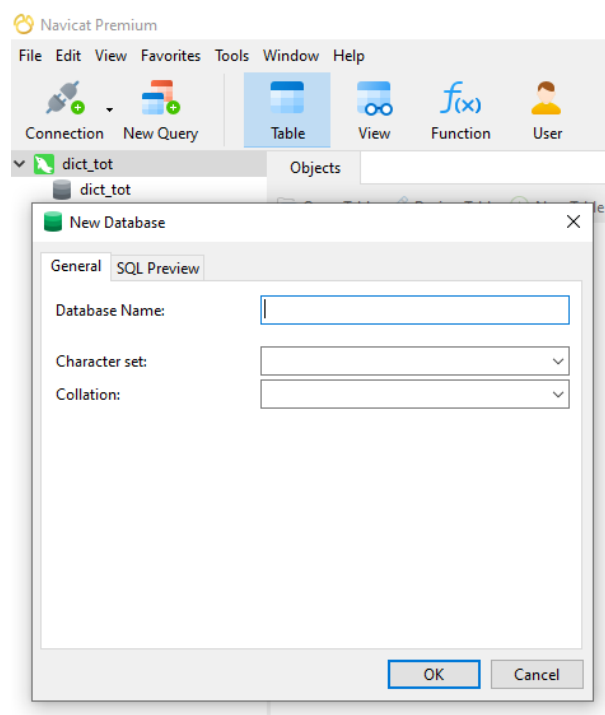 Navicat Premium
File Edit View Favorites Tools Window Help
Connection New Query Table View Function User
dict_tot Objects
dict_tot
New Database
General SQL Preview
Database Name:
Character set:
Collation:
OK Cancel